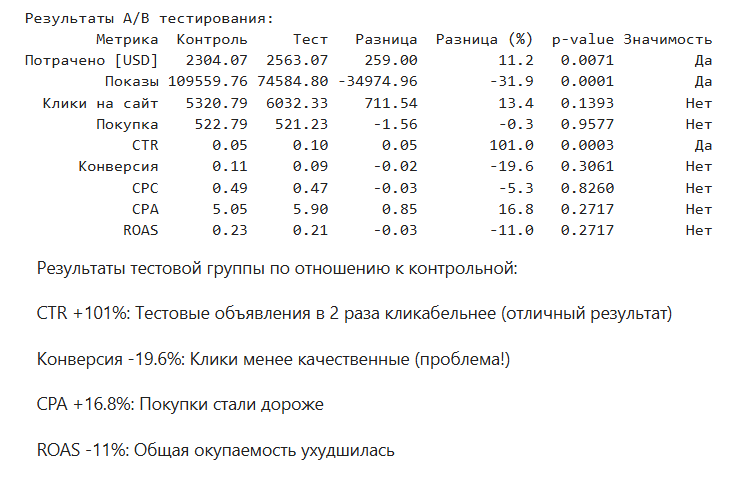 Результаты A/B тестирования:
Метрика Контроль Тест Разница Разница (%) p-value Значимость
Потрачено [USD] 2304.07 2563.07 259.00 11.2 0.0071 Да
Показы 109559.76 74584.80 -34974.96 -31.9 0.0001 Да
Клики на сайт 5320.79 6032.33 711.54 13.4 0.1393 Нет
Покупка 522.79 521.23 -1.56 -0.3 0.9577 Нет
CTR 0.05 0.10 0.05 101.0 0.0003 Да
Конверсия 0.11 0.09 -0.02 -19.6 0.3061 Нет
CPC 0.49 0.47 -0.03 -5.3 0.8260 Нет
CPA 5.05 5.90 0.85 16.8 0.2717 Нет
ROAS 0.23 0.21 -0.03 -11.0 0.2717 Нет
Результаты тестовой группы по отношению к контрольной:
CTR +101%: Тестовые объявления в 2 раза кликабельнее (отличный результат)
Конверсия -19.6%: Клики менее качественные (проблема!)
CPA +16.8%: Покупки стали дороже
ROAS -11%: Общая окупаемость ухудшилась